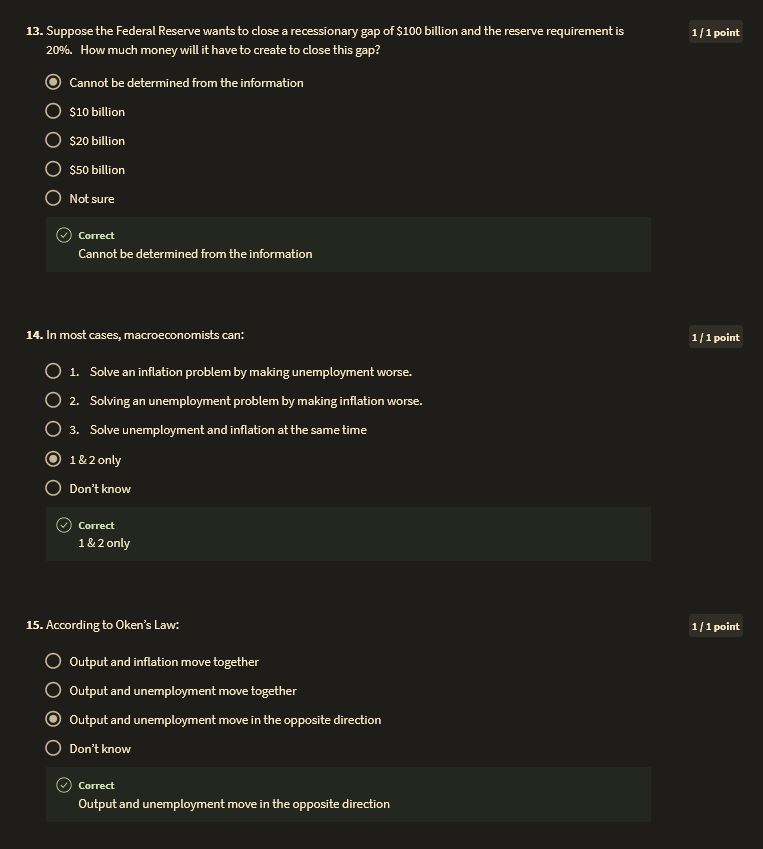 13. Suppose the Federal Reserve wants to close a recessionary gap of $100 billion and the reserve requirement is
1 / 1 point
20%. How much money will it have to create to close this gap?
Cannot be determined from the information
$10 billion
$20 billion
$50 billion
Not sure
Correct
Cannot be determined from the information
14. In most cases, macroeconomists can:
1 / 1 point
1. Solve an inflation problem by making unemployment worse.
2. Solving an unemployment problem by making inflation worse.
3. Solve unemployment and inflation at the same time
1 & 2 only
Don't know
Correct
1 & 2 only
15. According to Oken's Law:
1 / 1 point
Output and inflation move together
Output and unemployment move together
Output and unemployment move in the opposite direction
Don't know
Correct
Output and unemployment move in the opposite direction